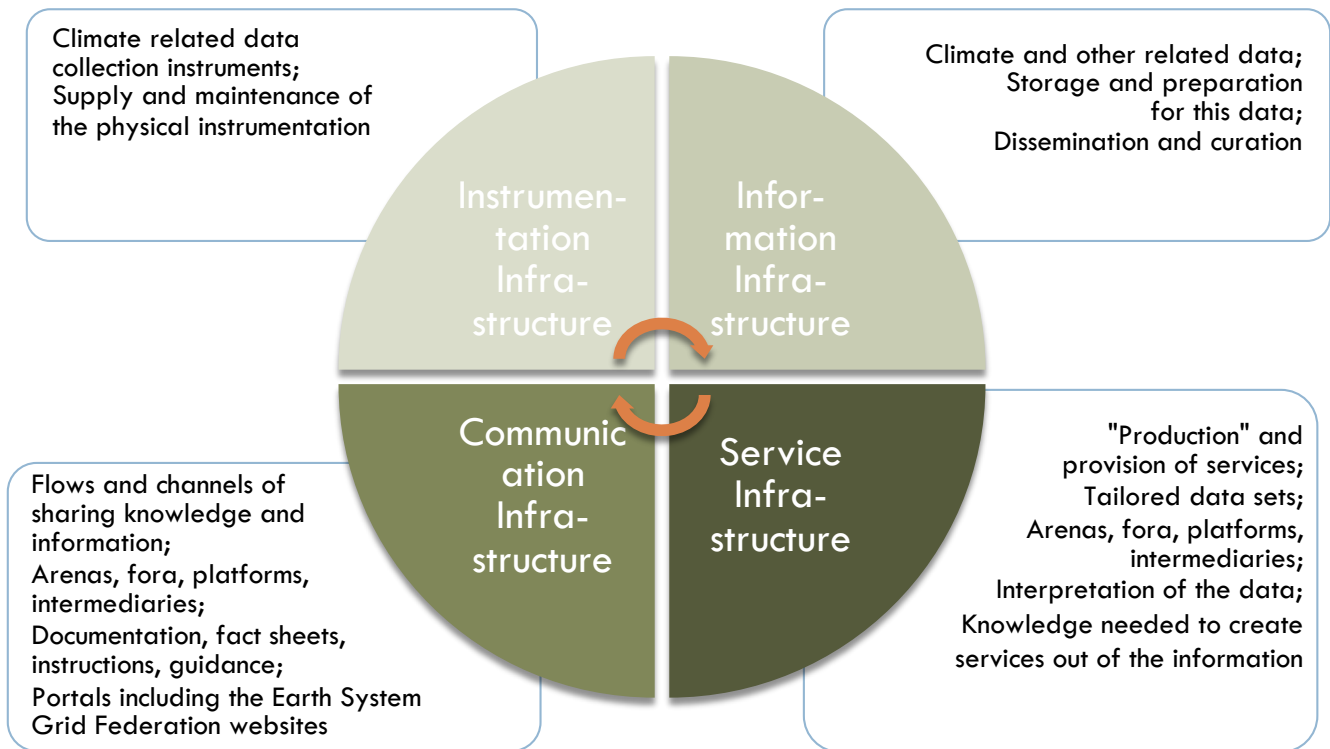 Climate related data
collection instruments;
Supply and maintenance of
the physical instrumentation
Climate and other related data;
Storage and preparation
for this data;
Dissemination and curation
Instrumen-
tation
Infra-
structure
Infor-
mation
Infra-
structure
Communic
ation
Infra-
structure
Service
Infra-
structure
Flows and channels of
sharing knowledge and
information;
Arenas, fora, platforms,
intermediaries;
Documentation, fact sheets,
instructions, guidance;
Portals including the Earth System
Grid Federation websites
"Production" and
provision of services;
Tailored data sets;
Arenas, fora, platforms,
intermediaries;
Interpretation of the data;
Knowledge needed to create
services out of the information